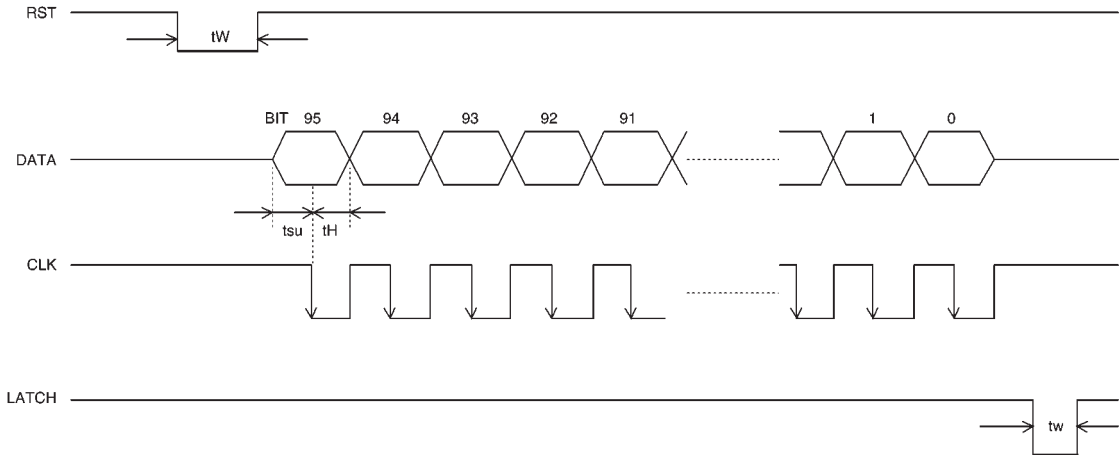 RST
tW
BIT 95 94 93 92 91 1 0
DATA
tsu tH
CLK
LATCH
tw